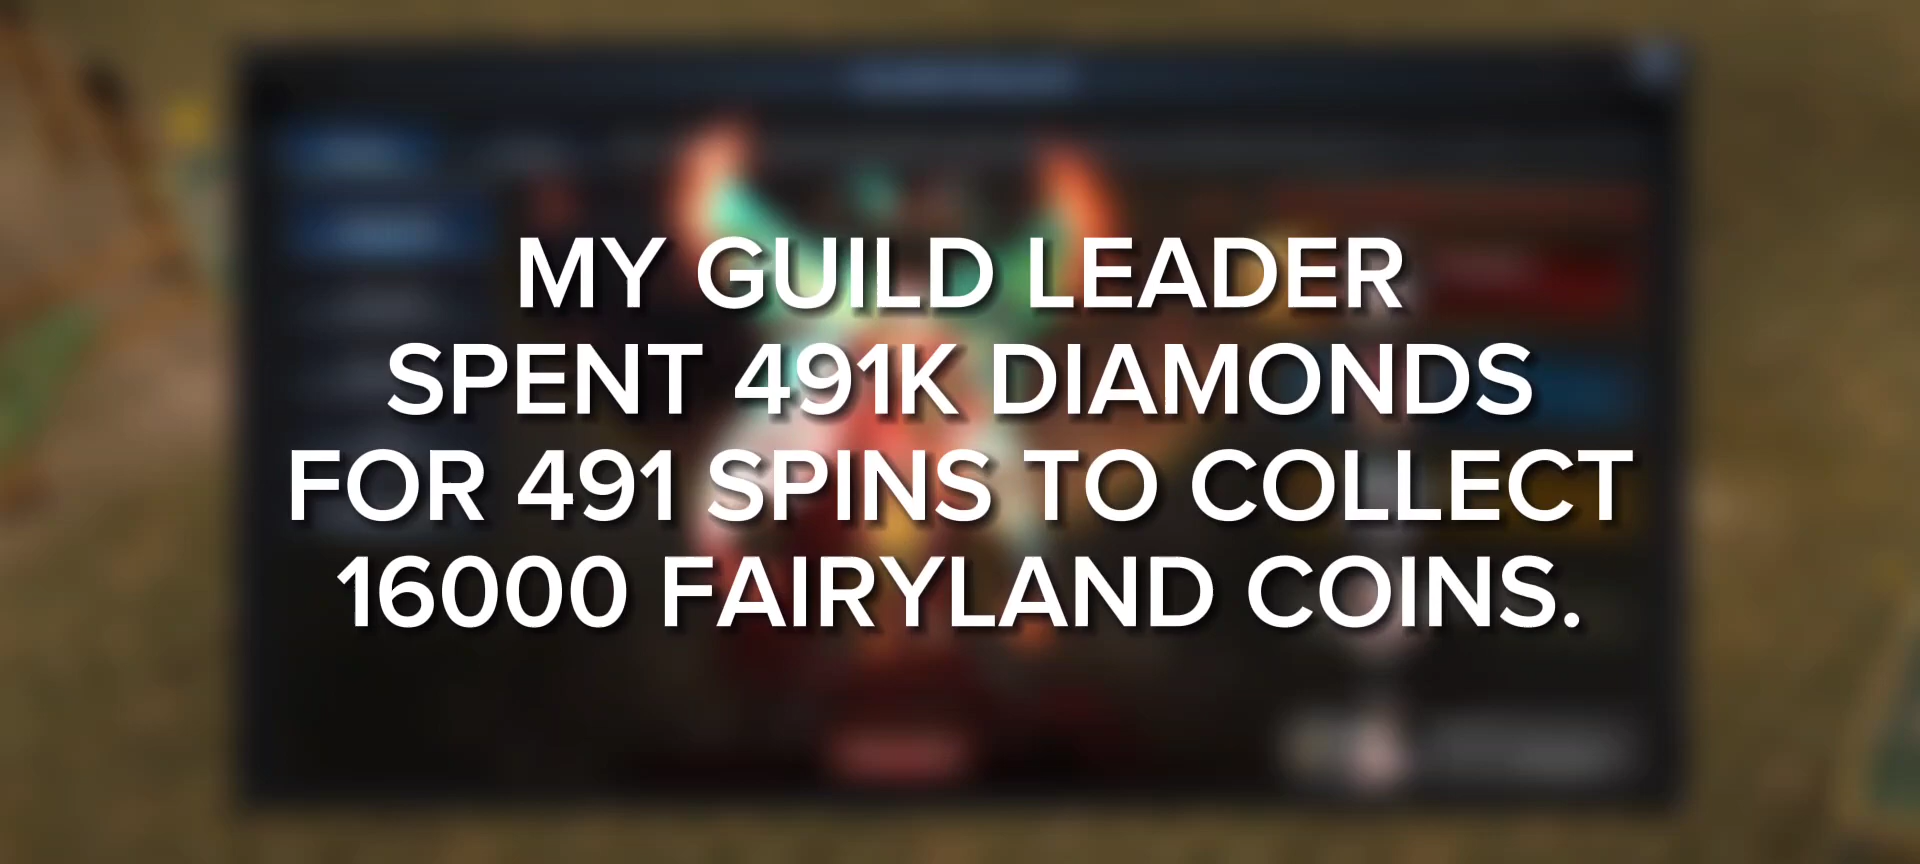 MY GUILD LEADER
SPENT 491K DIAMONDS
FOR 491 SPINS TO COLLECT
16000 FAIRYLAND COINS.